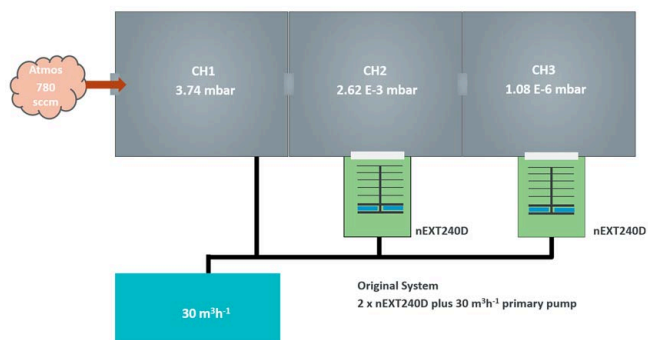 Atmos
780
sccm
CH1
3.74 mbar
CH2
2.62 E-3 mbar
CH3
1.08 E-6 mbar
nEXT240D
nEXT240D
30 m³h⁻¹
Original System
2 x nEXT240D plus 30 m³h⁻¹ primary pump